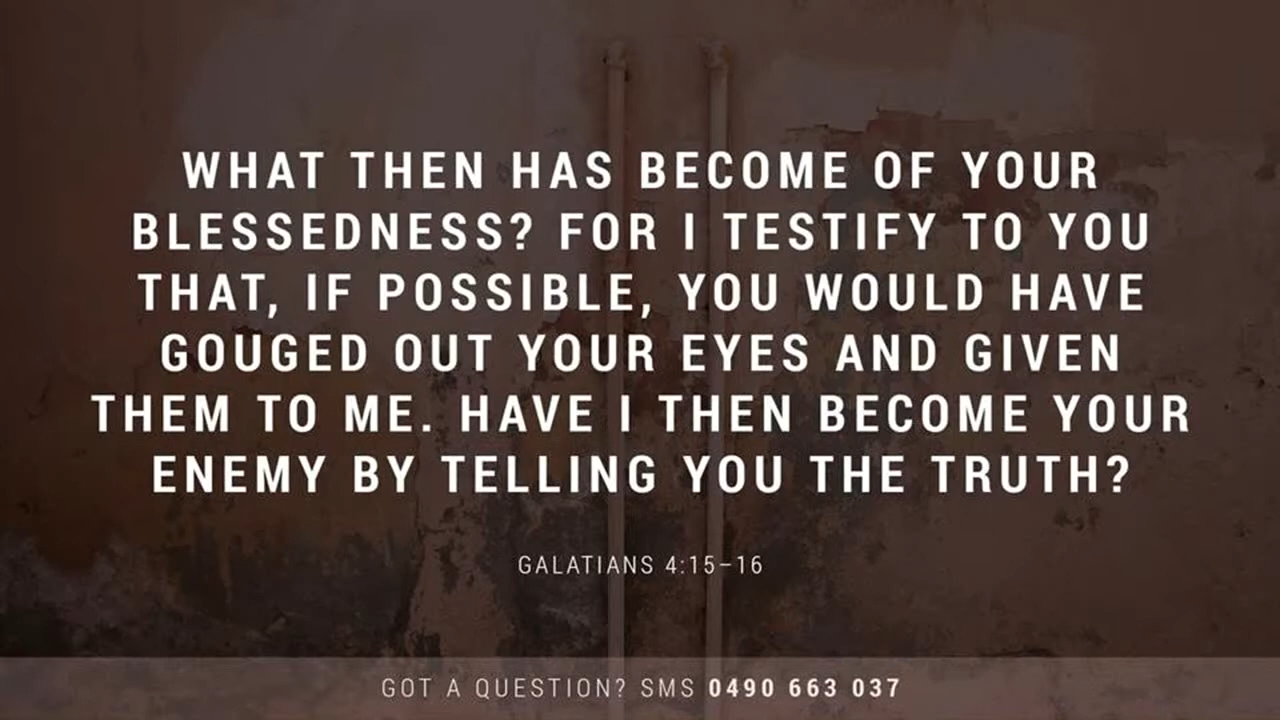 WHAT THEN HAS BECOME OF YOUR
BLESSEDNESS? FOR I TESTIFY TO YOU
THAT, IF POSSIBLE, YOU WOULD HAVE
GOUGED OUT YOUR EYES AND GIVEN
THEM TO ME. HAVE I THEN BECOME YOUR
ENEMY BY TELLING YOU THE TRUTH?
GALATIANS 4:15–16
GOT A QUESTION? SMS 0490 663 037